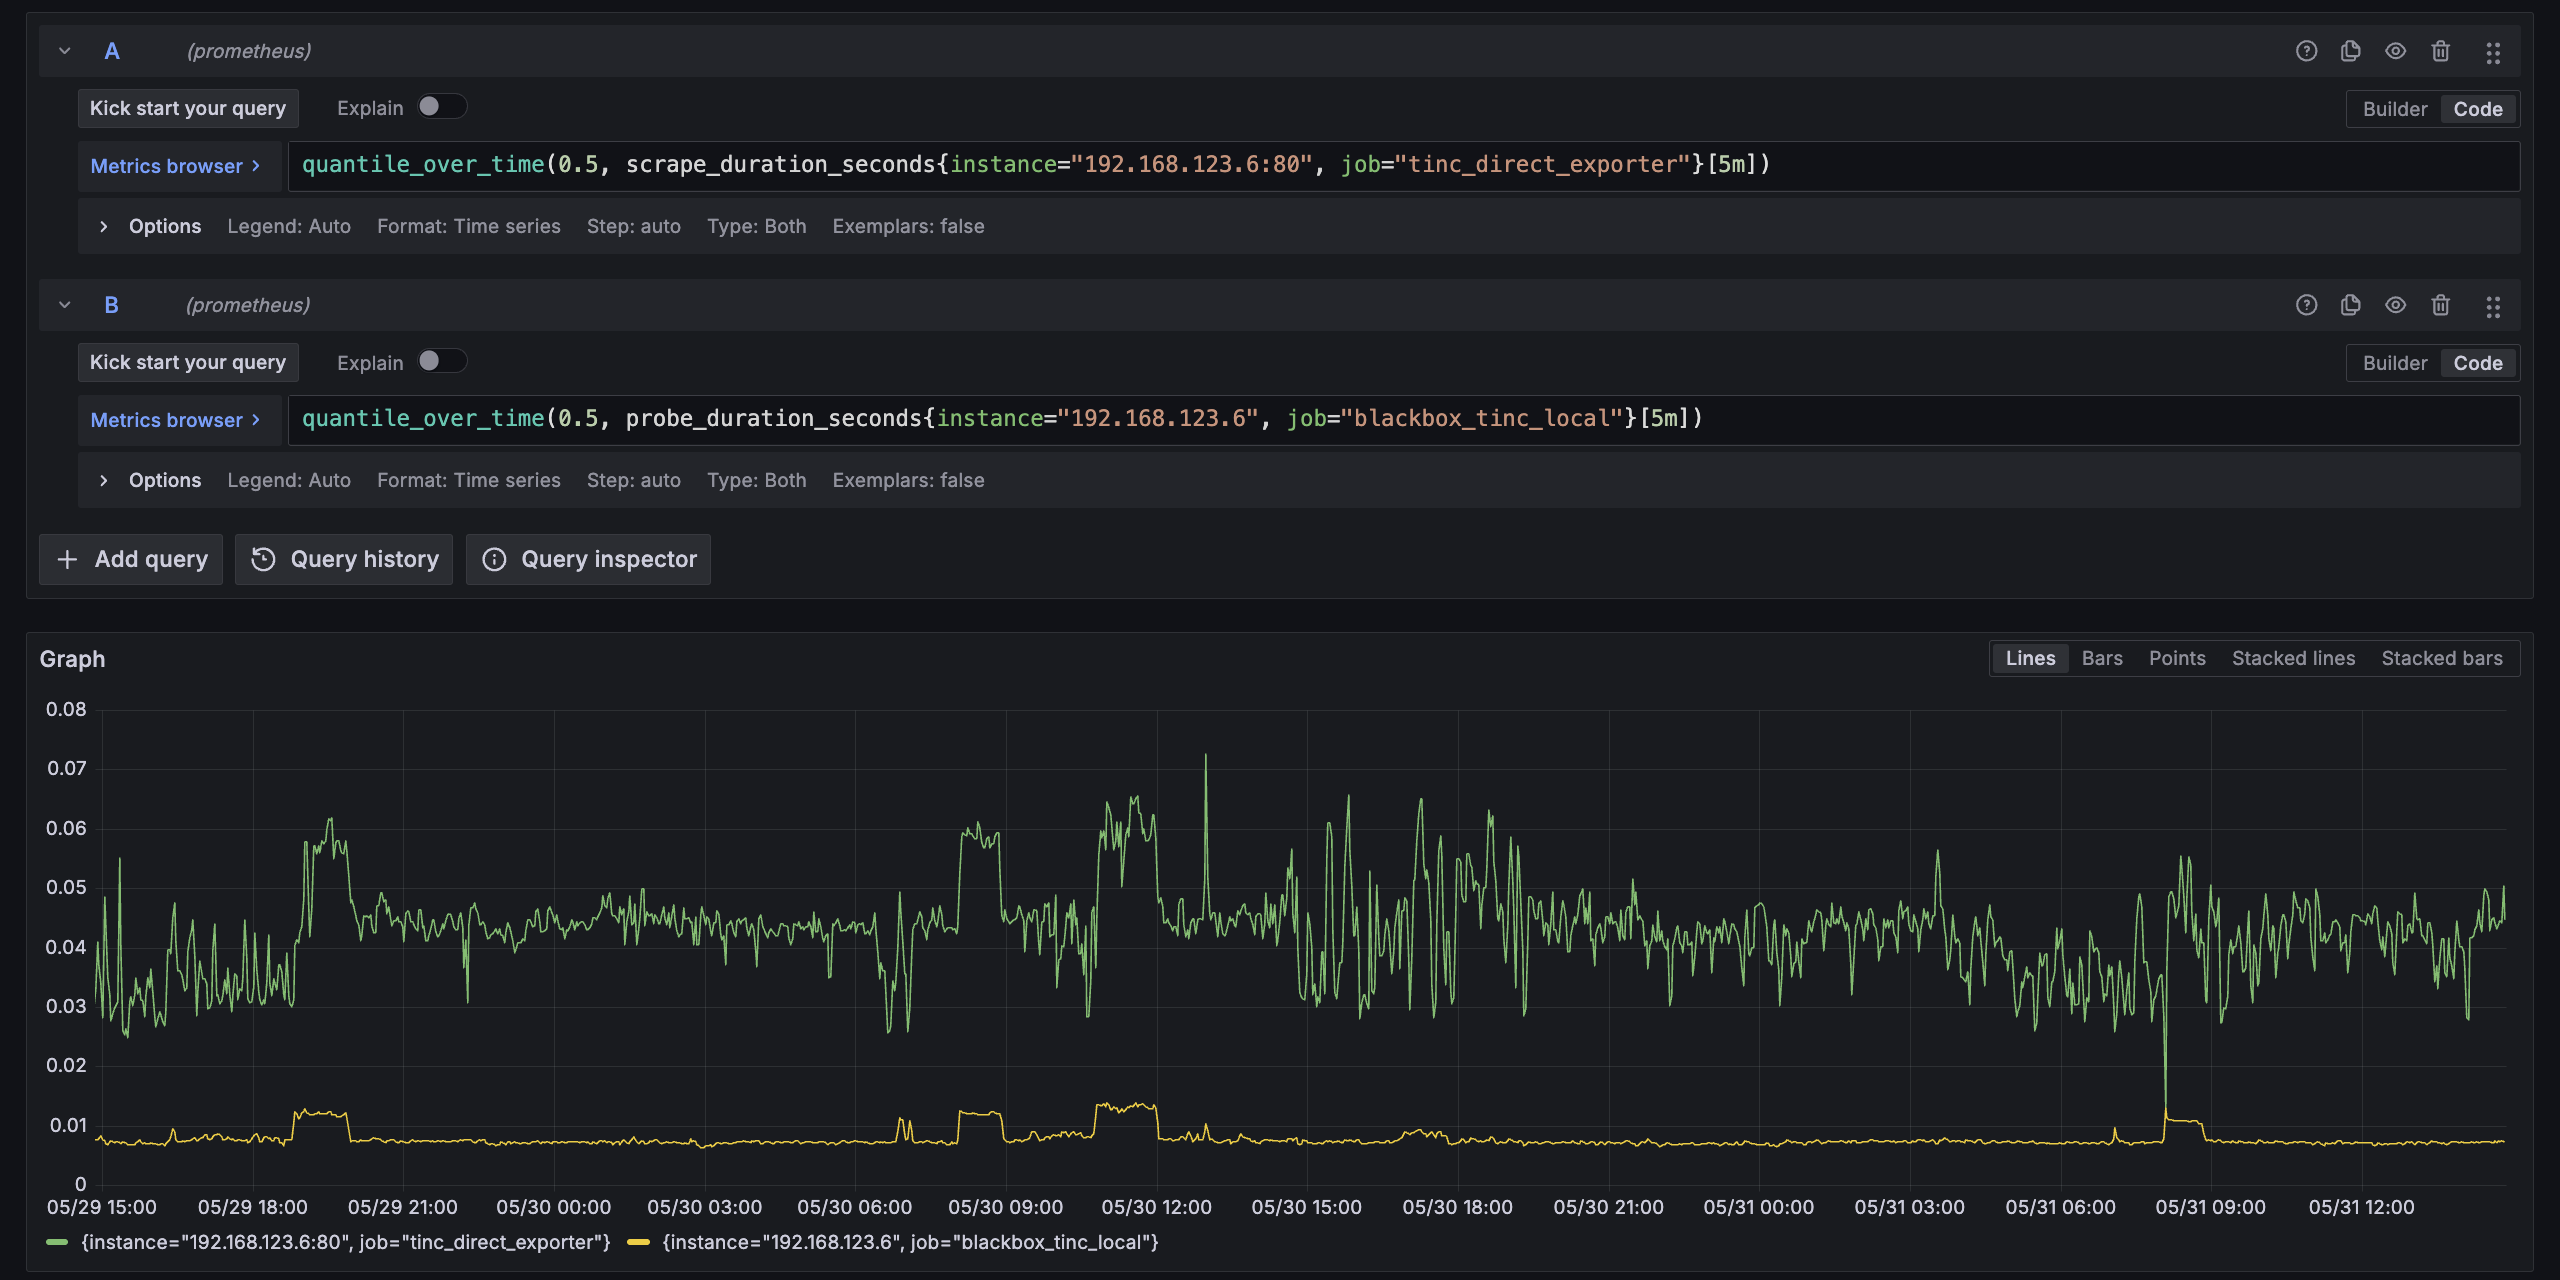 A (prometheus)
Kick start your query Explain Builder Code
Metrics browser > quantile_over_time(0.5, scrape_duration_seconds{instance="192.168.123.6:80", job="tinc_direct_exporter"}[5m])
> Options Legend: Auto Format: Time series Step: auto Type: Both Exemplars: false
B (prometheus)
Kick start your query Explain Builder Code
Metrics browser > quantile_over_time(0.5, probe_duration_seconds{instance="192.168.123.6", job="blackbox_tinc_local"}[5m])
> Options Legend: Auto Format: Time series Step: auto Type: Both Exemplars: false
+ Add query Query history Query inspector
Graph Lines Bars Points Stacked lines Stacked bars
0.08
0.07
0.06
0.05
0.04
0.03
0.02
0.01
0
05/29 15:00 05/29 18:00 05/29 21:00 05/30 00:00 05/30 03:00 05/30 06:00 05/30 09:00 05/30 12:00 05/30 15:00 05/30 18:00 05/30 21:00 05/31 00:00 05/31 03:00 05/31 06:00 05/31 09:00 05/31 12:00
{instance="192.168.123.6:80", job="tinc_direct_exporter"} {instance="192.168.123.6", job="blackbox_tinc_local"}